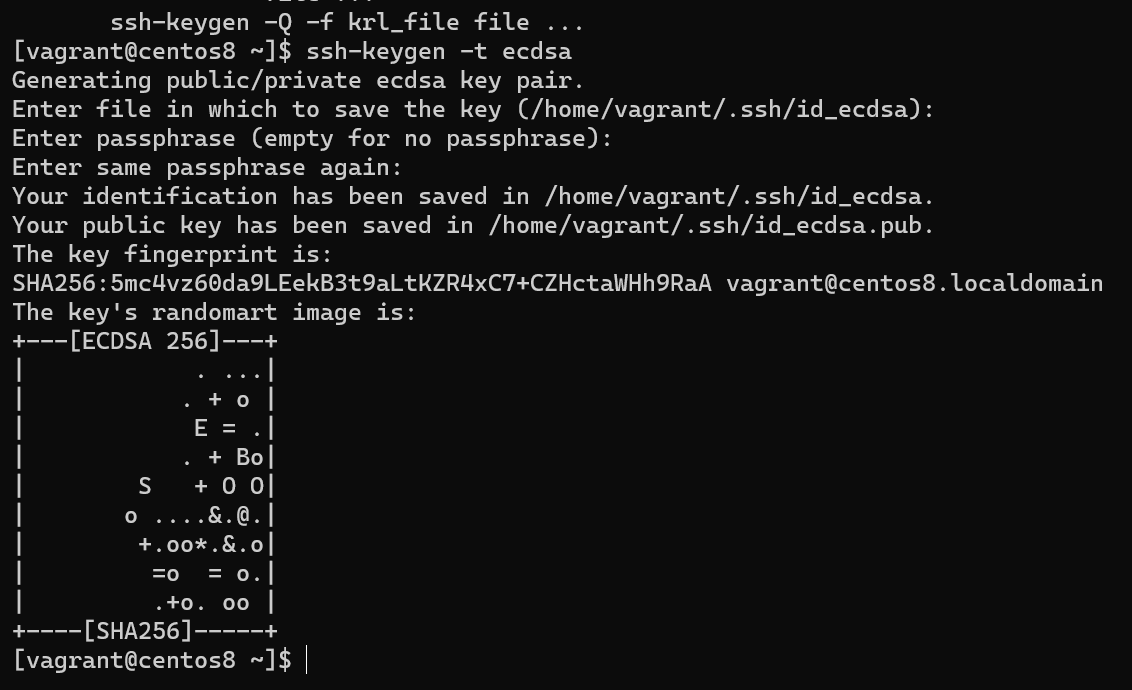 ssh-keygen -Q -f krl_file file ...
[vagrant@centos8 ~]$ ssh-keygen -t ecdsa
Generating public/private ecdsa key pair.
Enter file in which to save the key (/home/vagrant/.ssh/id_ecdsa):
Enter passphrase (empty for no passphrase):
Enter same passphrase again:
Your identification has been saved in /home/vagrant/.ssh/id_ecdsa.
Your public key has been saved in /home/vagrant/.ssh/id_ecdsa.pub.
The key fingerprint is:
SHA256:5mc4vz60da9LEekB3t9aLtKZR4xC7+CZHctaWHh9RaA vagrant@centos8.localdomain
The key's randomart image is:
+---[ECDSA 256]---+
|            . ...|
|           . + o |
|            E = .|
|           . + Bo|
|        S   + O O|
|       o ....&.@.|
|        +.oo*.&.o|
|         =o  = o.|
|         .+o. oo |
+----[SHA256]-----+
[vagrant@centos8 ~]$